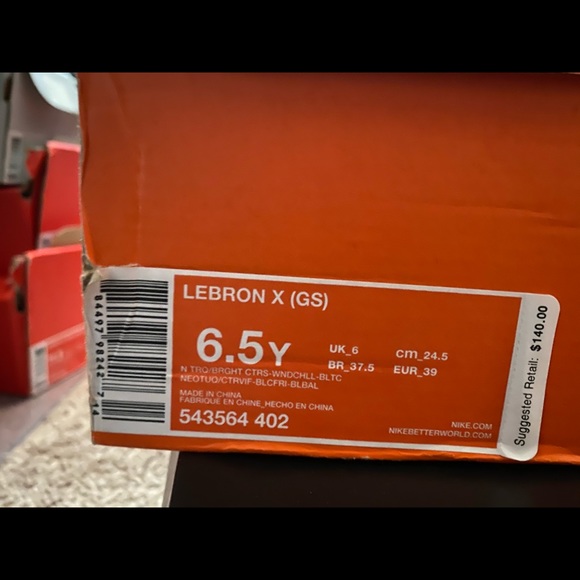 LEBRON X (GS)
6.5Y
UK_6
cm_24.5
BR_37.5
EUR_39
N TRQ/BRGHT CTRS-WNDCHLL-BLTC
NEOTUO/CTRVIF-BLCFRI-BLBAL
MADE IN CHINA
FABRIQUE EN CHINE_HECHO EN CHINA
543564 402
NIKE.COM
NIKEBETTERWORLD.COM
Suggested Retail: $140.00